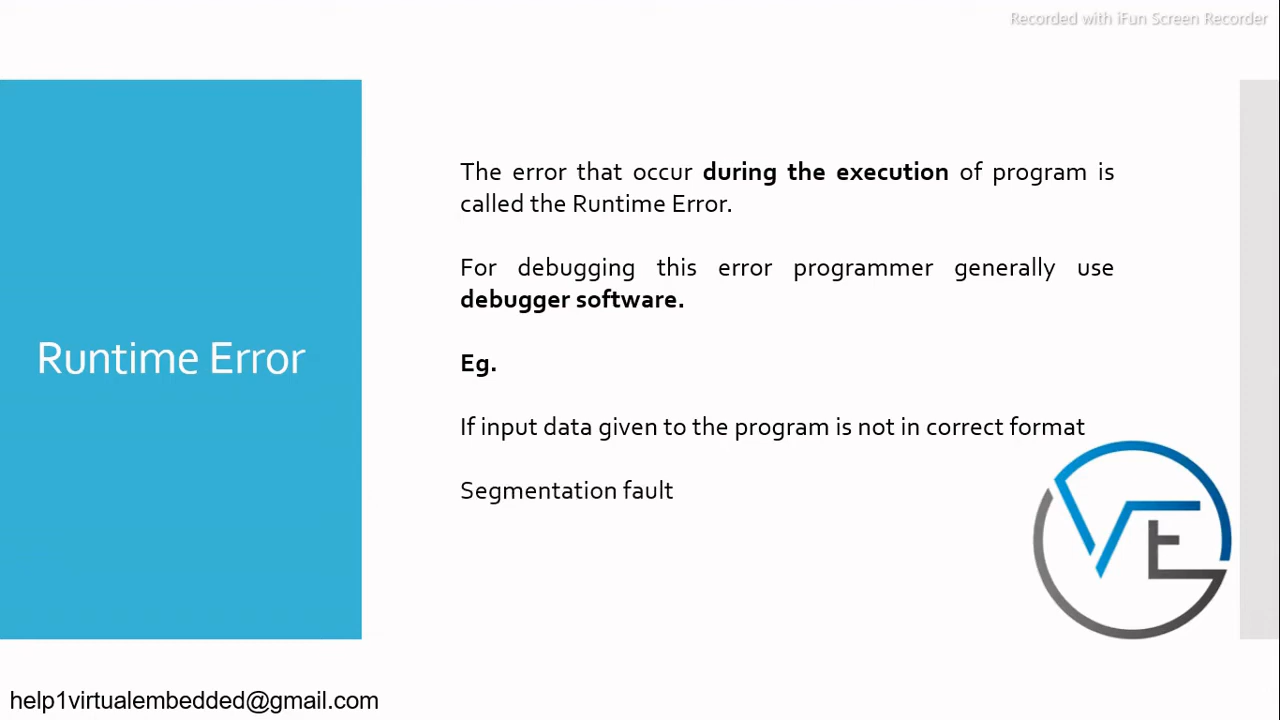 Recorded with iFun Screen Recorder
Runtime Error
The error that occur during the execution of program is
called the Runtime Error.
For debugging this error programmer generally use
debugger software.
Eg.
If input data given to the program is not in correct format
Segmentation fault
VE
help1virtualembedded@gmail.com